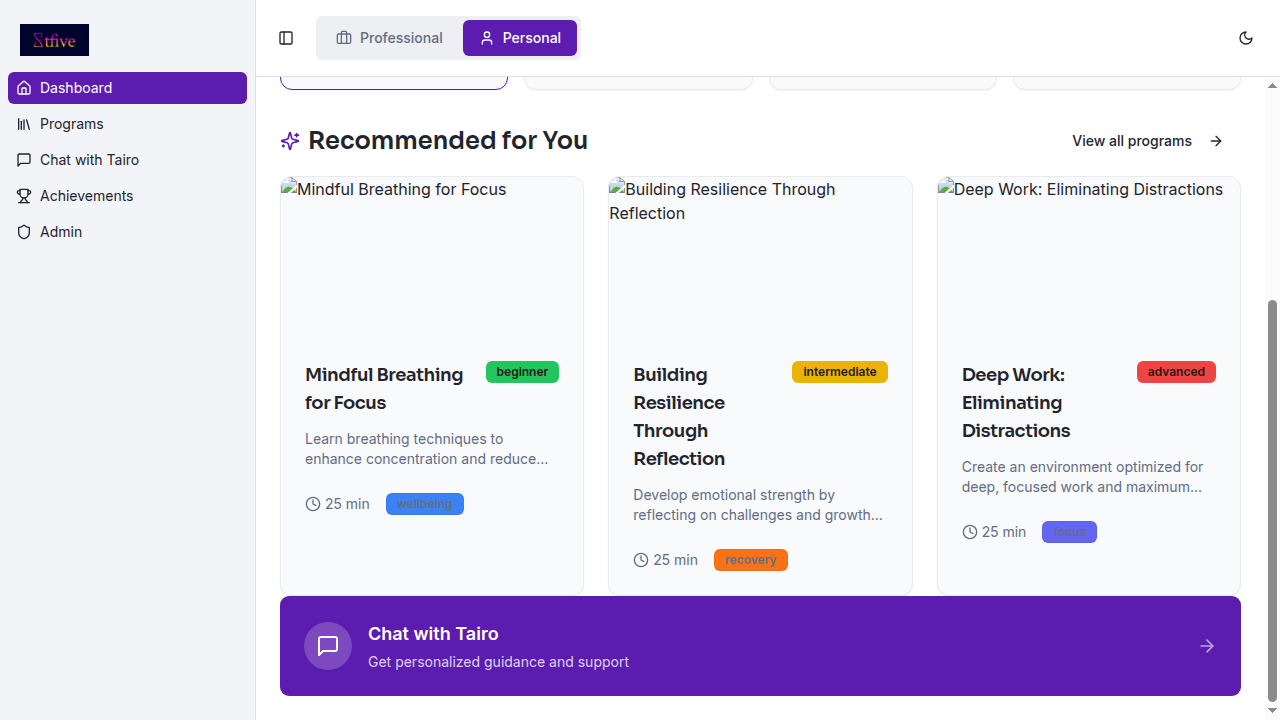 Σtfive
Professional
Personal
Dashboard
Programs
Chat with Tairo
Achievements
Admin
Recommended for You
View all programs
Mindful Breathing for Focus
Building Resilience Through
Reflection
Deep Work: Eliminating Distractions
Mindful Breathing
for Focus
beginner
Learn breathing techniques to
enhance concentration and reduce...
25 min
wellbeing
Building
Resilience
Through
Reflection
intermediate
Develop emotional strength by
reflecting on challenges and growth...
25 min
recovery
Deep Work:
Eliminating
Distractions
advanced
Create an environment optimized for
deep, focused work and maximum...
25 min
focus
Chat with Tairo
Get personalized guidance and support